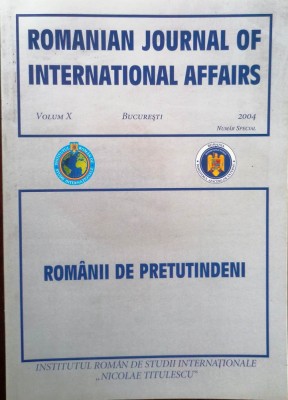 ROMANIAN JOURNAL OF
INTERNATIONAL AFFAIRS
VOLUM X BUCUREŞTI 2004
NUMĂR SPECIAL
ROMÂNII DE PRETUTINDENI
INSTITUTUL ROMÂN DE STUDII INTERNAŢIONALE
„NICOLAE TITULESCU”